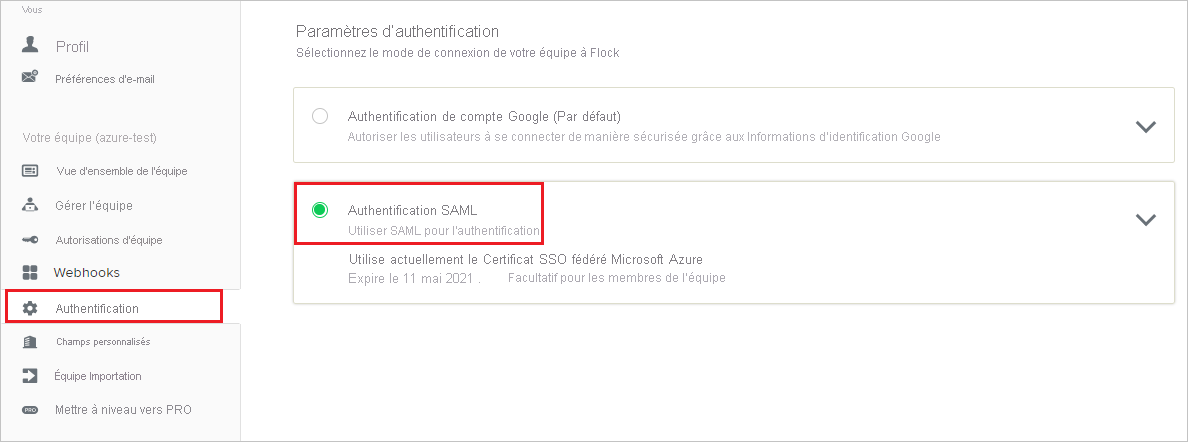 Vous
Profil
Préférences d'e-mail
Votre équipe (azure-test)
Vue d'ensemble de l'équipe
Gérer l'équipe
Autorisations d'équipe
Webhooks
Authentification
Champs personnalisés
Équipe Importation
PRO
Mettre à niveau vers PRO
Paramètres d'authentification
Sélectionnez le mode de connexion de votre équipe à Flock
Authentification de compte Google (Par défaut)
Autoriser les utilisateurs à se connecter de manière sécurisée grâce aux Informations d'identification Google
Authentification SAML
Utiliser SAML pour l'authentification
Utilise actuellement le Certificat SSO fédéré Microsoft Azure
Expire le 11 mai 2021 . Facultatif pour les membres de l'équipe